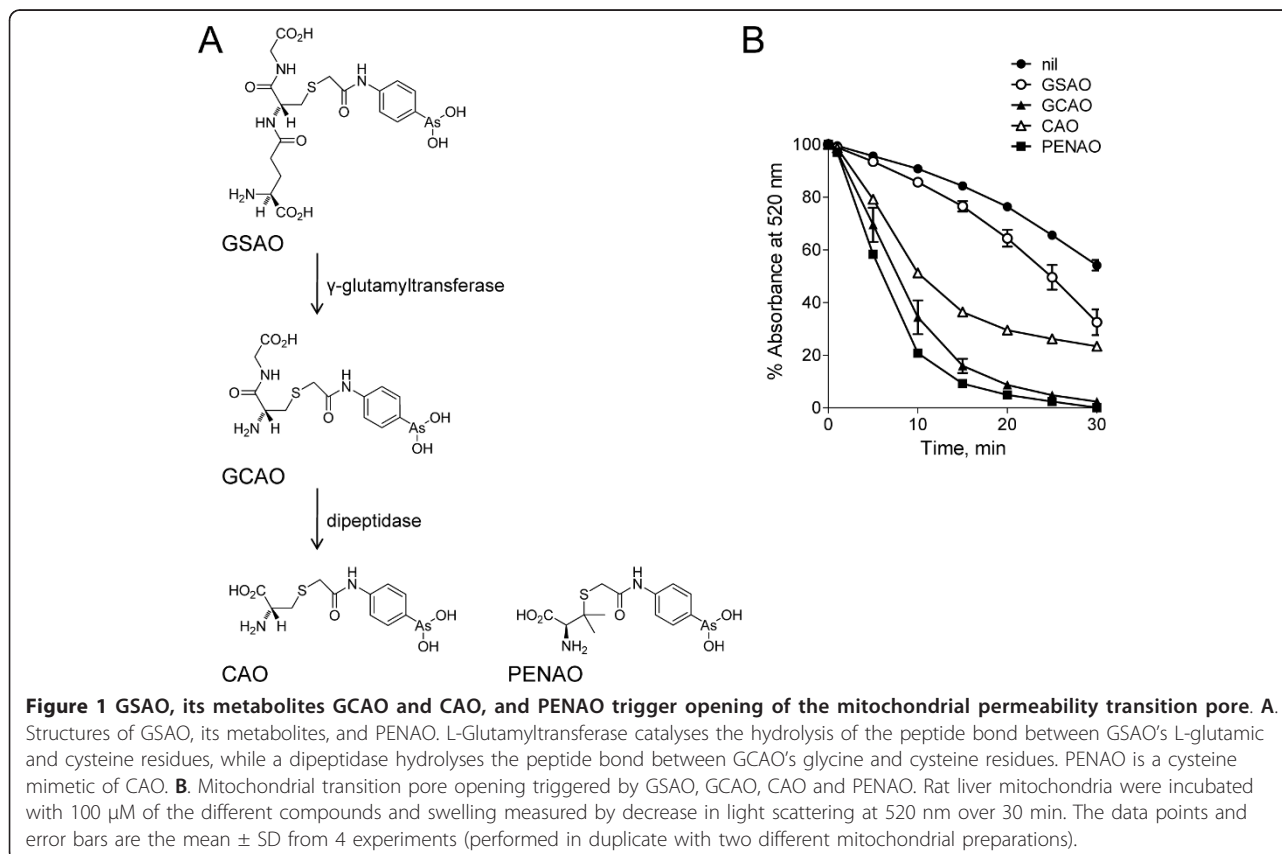 A
CO₂H
NH
O
S
H
N
O
As
OH
OH
HN
H
O
H₂N
H
CO₂H
GSAO
γ-glutamyltransferase
CO₂H
NH
O
S
H
N
O
As
OH
OH
H₂N
H
GCAO
dipeptidase
HO₂C
S
H
N
O
As
OH
OH
H₂N
H
CAO
HO₂C
S
H
N
O
As
OH
OH
NH₂
PENAO
B
nil
GSAO
GCAO
CAO
PENAO
% Absorbance at 520 nm
100
80
60
40
20
0
0
10
20
30
Time, min
Figure 1 GSAO, its metabolites GCAO and CAO, and PENAO trigger opening of the mitochondrial permeability transition pore. A.
Structures of GSAO, its metabolites, and PENAO. L-Glutamyltransferase catalyses the hydrolysis of the peptide bond between GSAO's L-glutamic
and cysteine residues, while a dipeptidase hydrolyses the peptide bond between GCAO's glycine and cysteine residues. PENAO is a cysteine
mimetic of CAO. B. Mitochondrial transition pore opening triggered by GSAO, GCAO, CAO and PENAO. Rat liver mitochondria were incubated
with 100 μM of the different compounds and swelling measured by decrease in light scattering at 520 nm over 30 min. The data points and
error bars are the mean ± SD from 4 experiments (performed in duplicate with two different mitochondrial preparations).